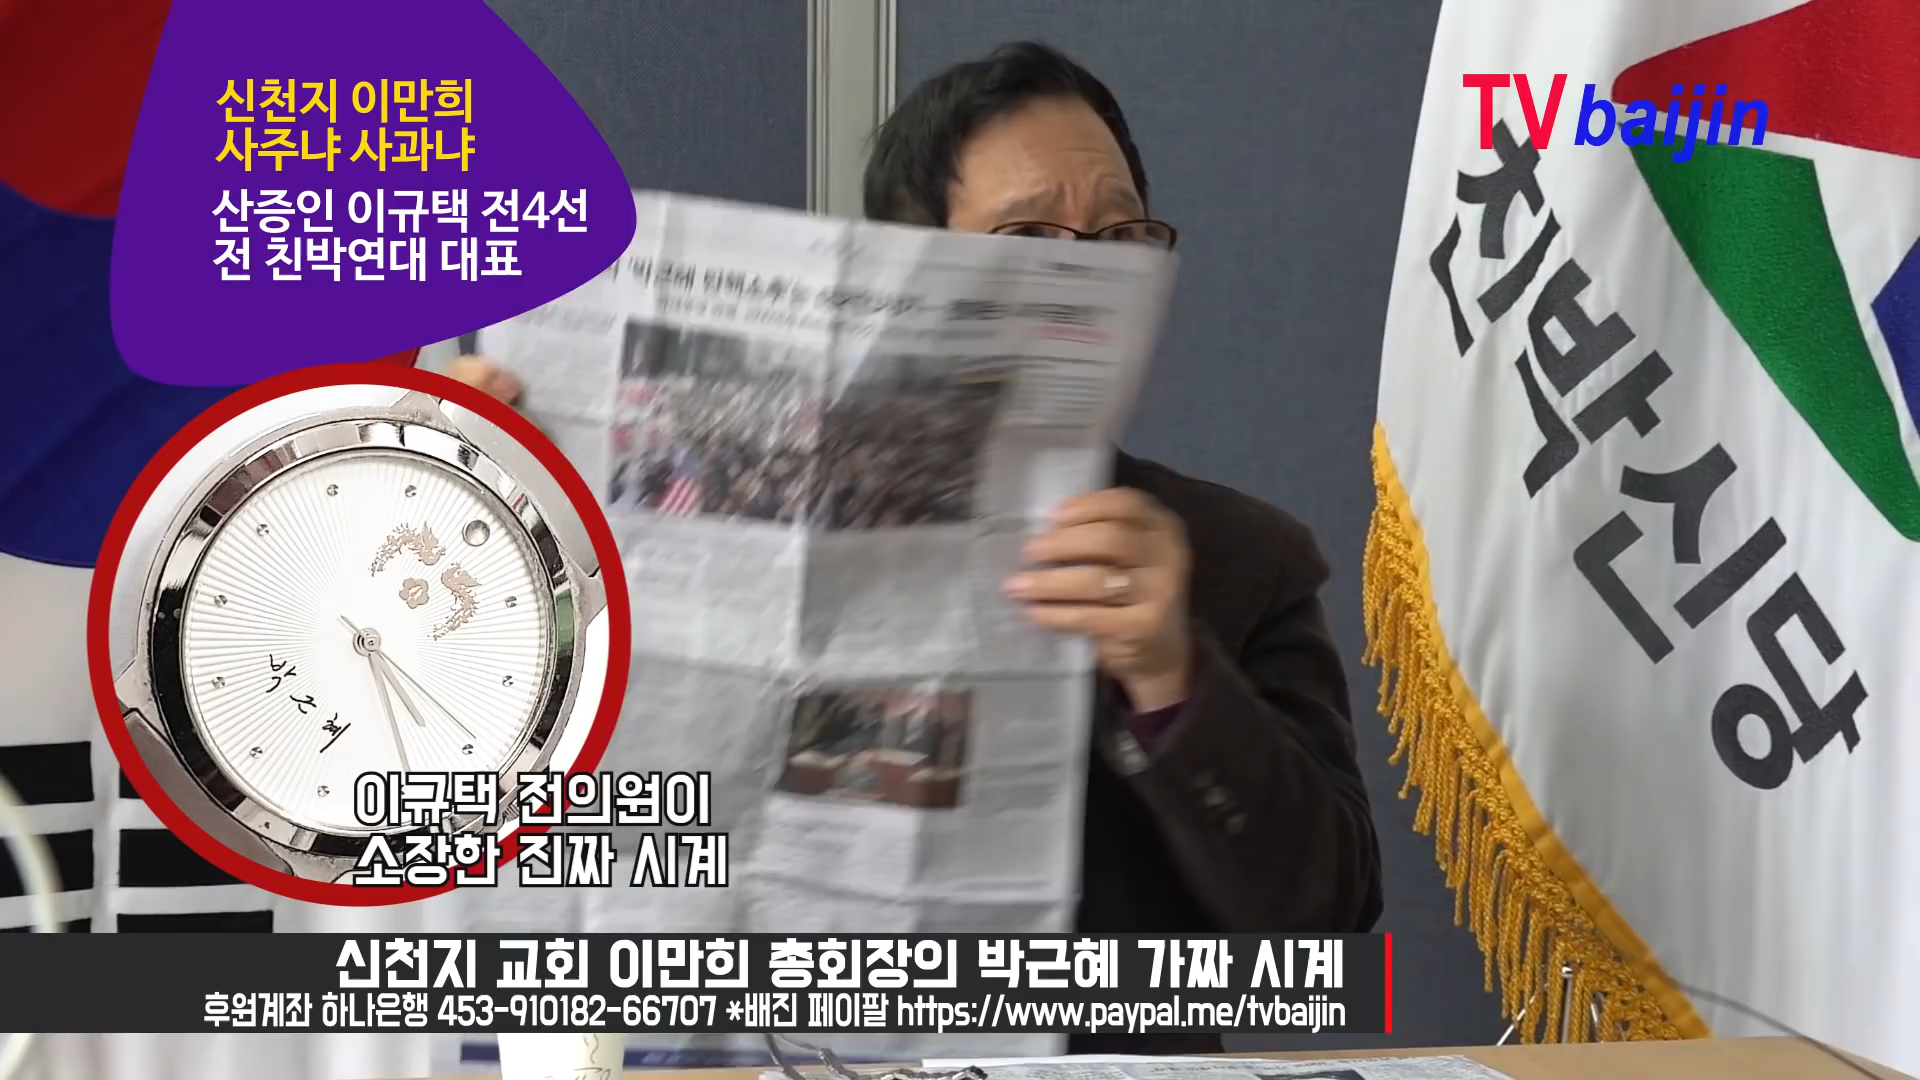 신천지 이만희
사주냐 사과냐
산증인 이규택 전4선
전 친박연대 대표
TV baijin
친박신당
박근혜
이규택 전의원이
소장한 진짜 시계
신천지 교회 이만희 총회장의 박근혜 가짜 시계
후원계좌 하나은행 453-910182-66707 *배진 페이팔 https://www.paypal.me/tvbaijin